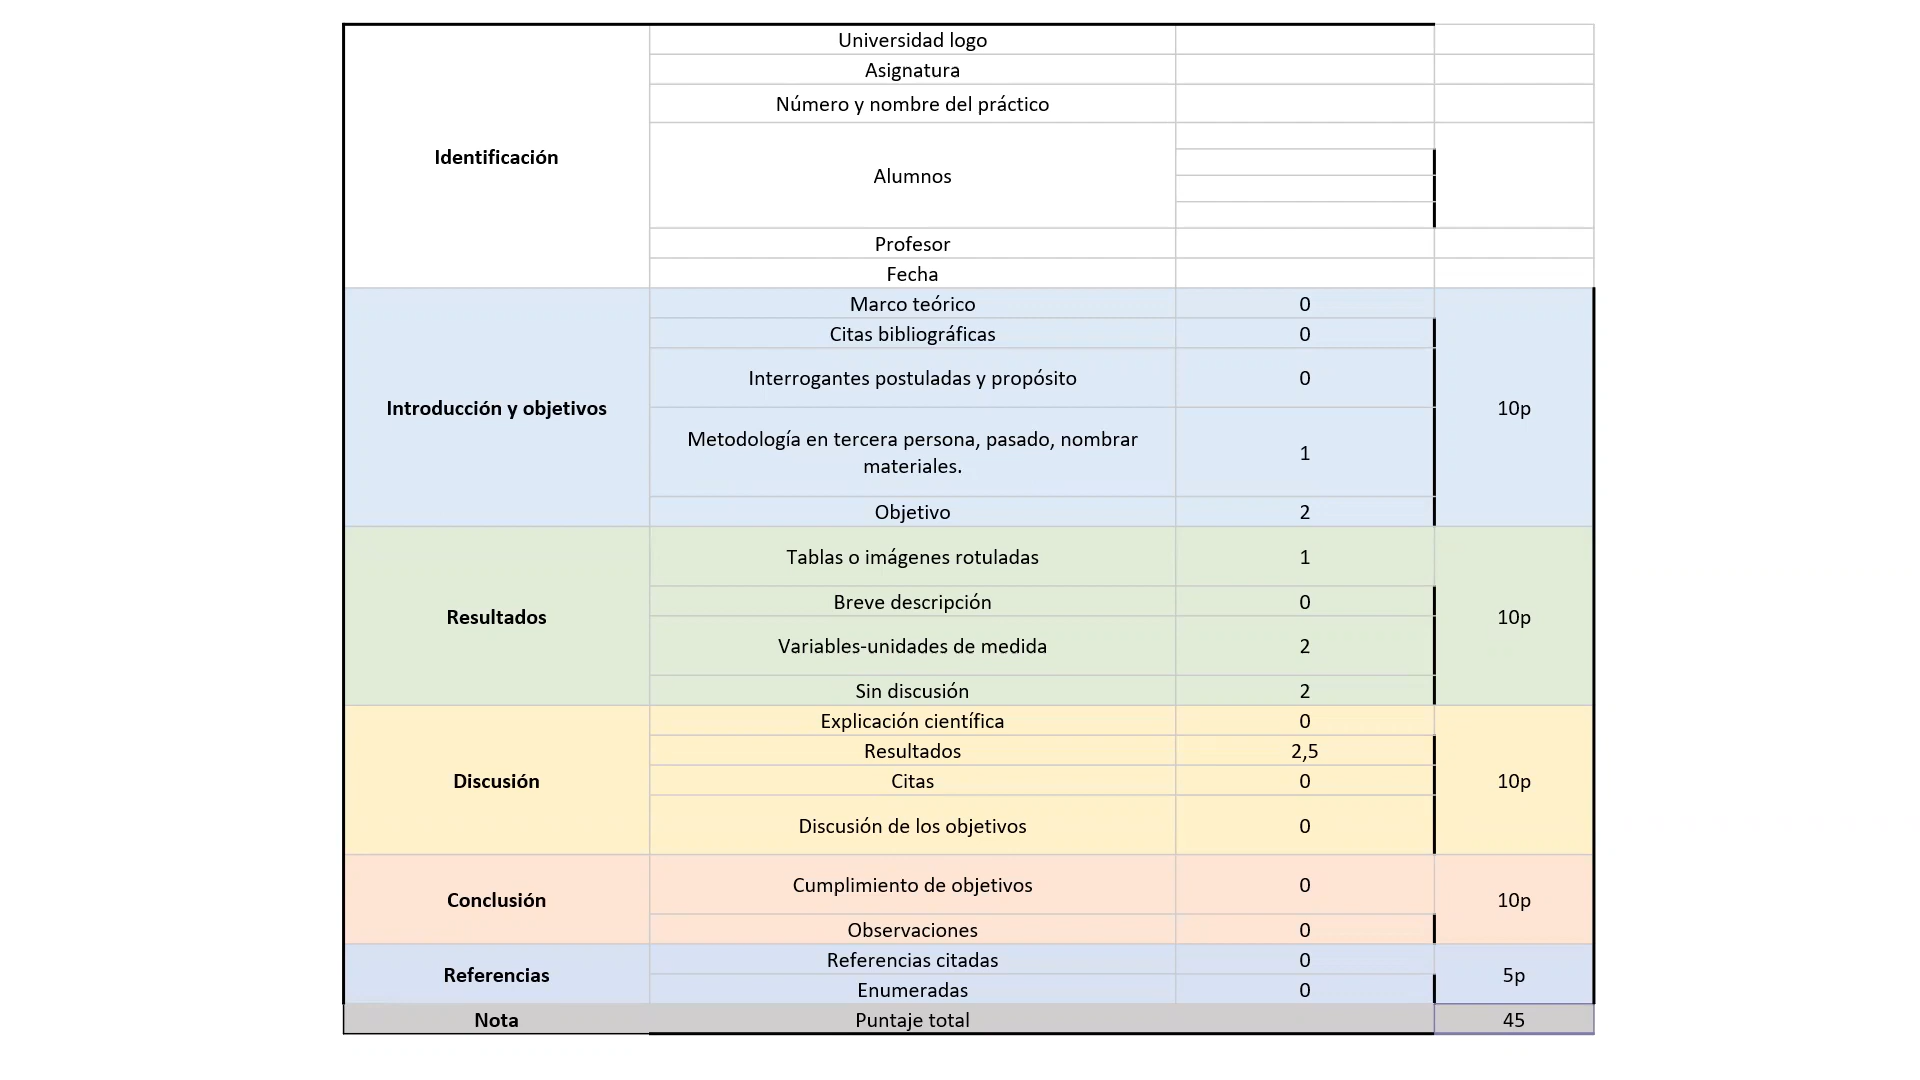 Identificación
Universidad logo
Asignatura
Número y nombre del práctico
Alumnos
Profesor
Fecha
Introducción y objetivos
Marco teórico 0
Citas bibliográficas 0
Interrogantes postuladas y propósito 0
Metodología en tercera persona, pasado, nombrar
materiales. 1
Objetivo 2
10p
Resultados
Tablas o imágenes rotuladas 1
Breve descripción 0
Variables-unidades de medida 2
Sin discusión 2
10p
Discusión
Explicación científica 0
Resultados 2,5
Citas 0
Discusión de los objetivos 0
10p
Conclusión
Cumplimiento de objetivos 0
Observaciones 0
10p
Referencias
Referencias citadas 0
Enumeradas 0
5p
Nota Puntaje total 45